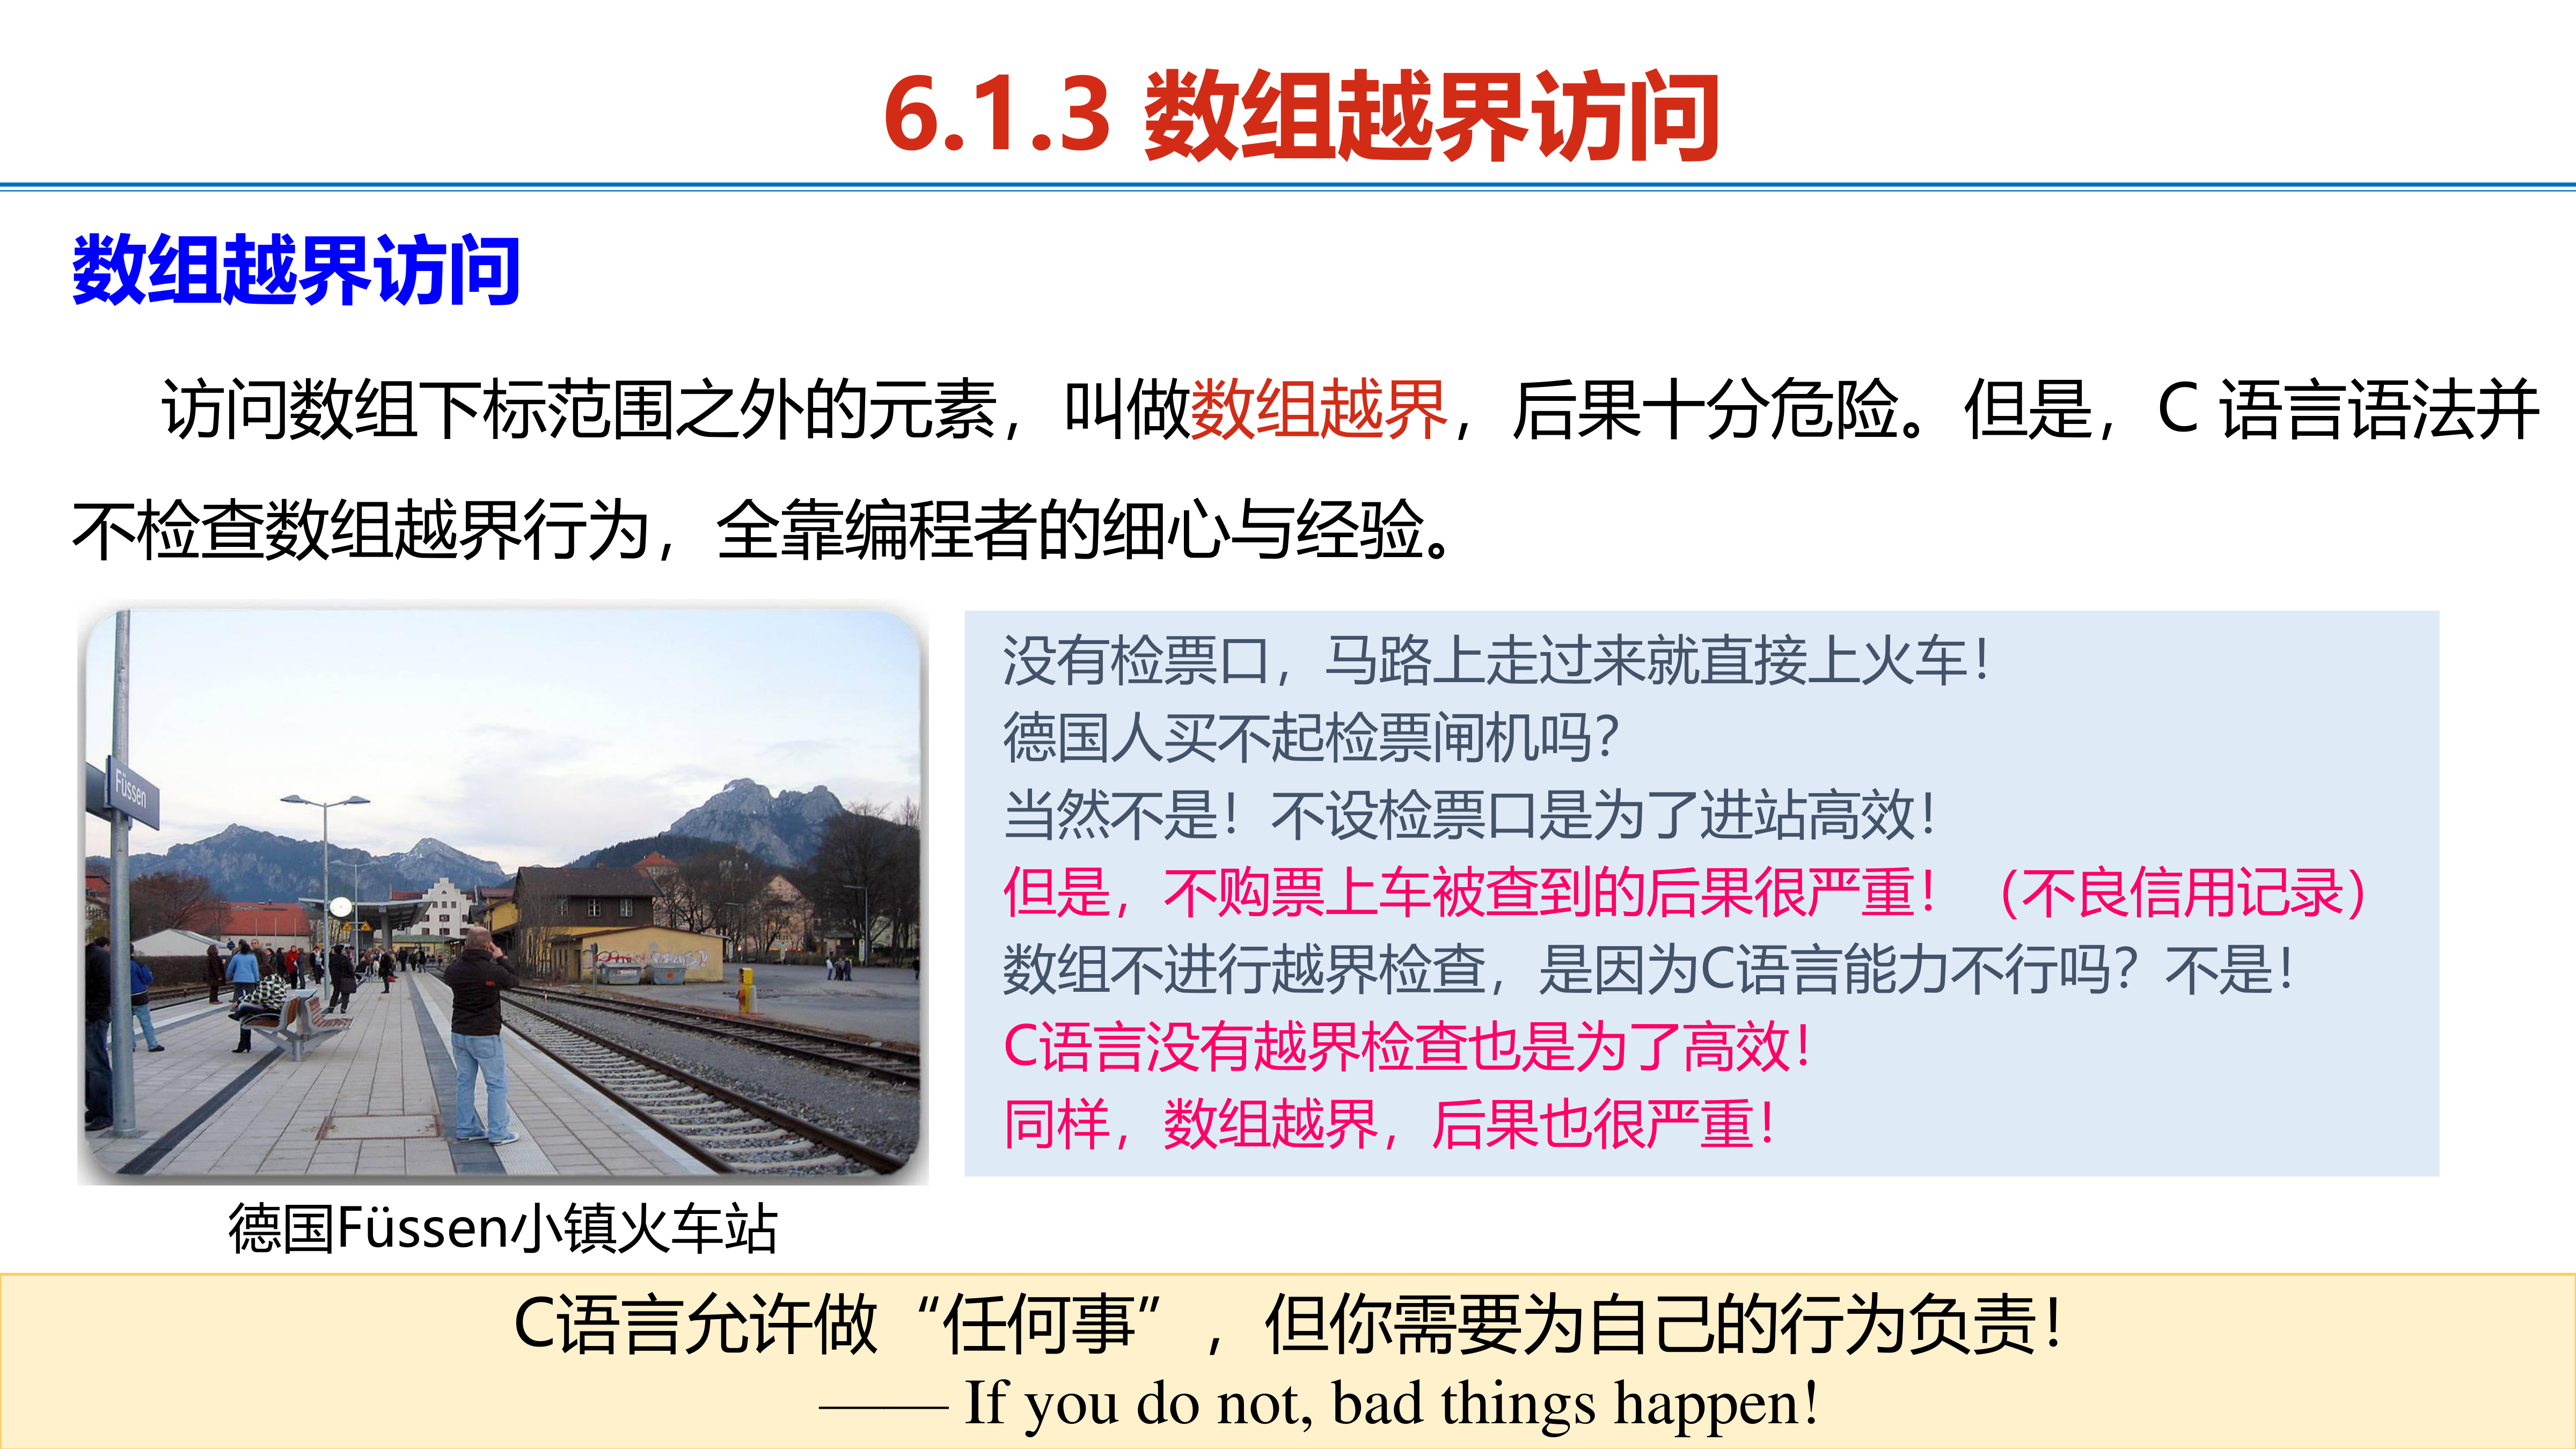 6.1.3 数组越界访问
数组越界访问
访问数组下标范围之外的元素，叫做数组越界，后果十分危险。但是，C 语言语法并
不检查数组越界行为，全靠编程者的细心与经验。
Füssen
没有检票口，马路上走过来就直接上火车！
德国人买不起检票闸机吗？
当然不是！不设检票口是为了进站高效！
但是，不购票上车被查到的后果很严重！（不良信用记录）
数组不进行越界检查，是因为C语言能力不行吗？不是！
C语言没有越界检查也是为了高效！
同样，数组越界，后果也很严重！
德国Füssen小镇火车站
C语言允许做“任何事”，但你需要为自己的行为负责！
—— If you do not, bad things happen!